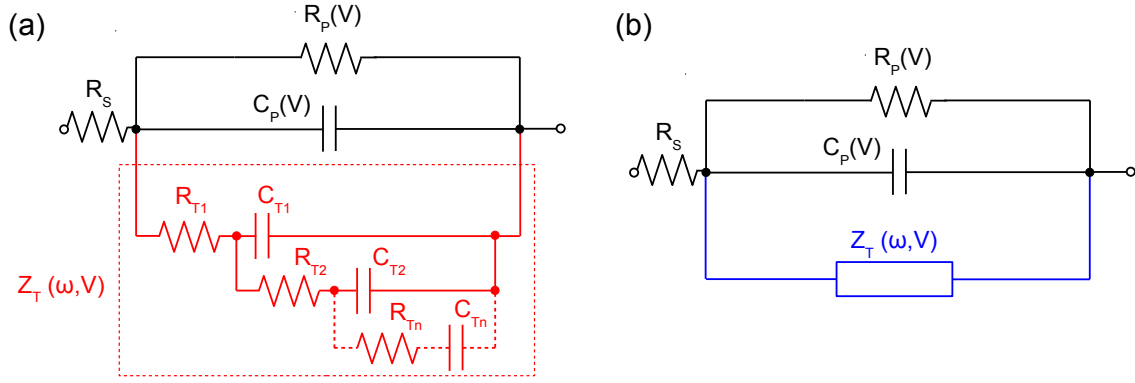 (a)
R_P(V)
R_S
C_P(V)
R_T1
C_T1
R_T2
C_T2
Z_T (ω,V)
R_Tn
C_Tn
(b)
R_P(V)
R_S
C_P(V)
Z_T (ω,V)